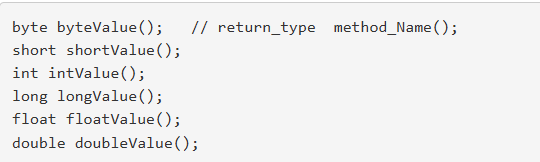 byte byteValue();   // return_type  method_Name();
short shortValue();
int intValue();
long longValue();
float floatValue();
double doubleValue();